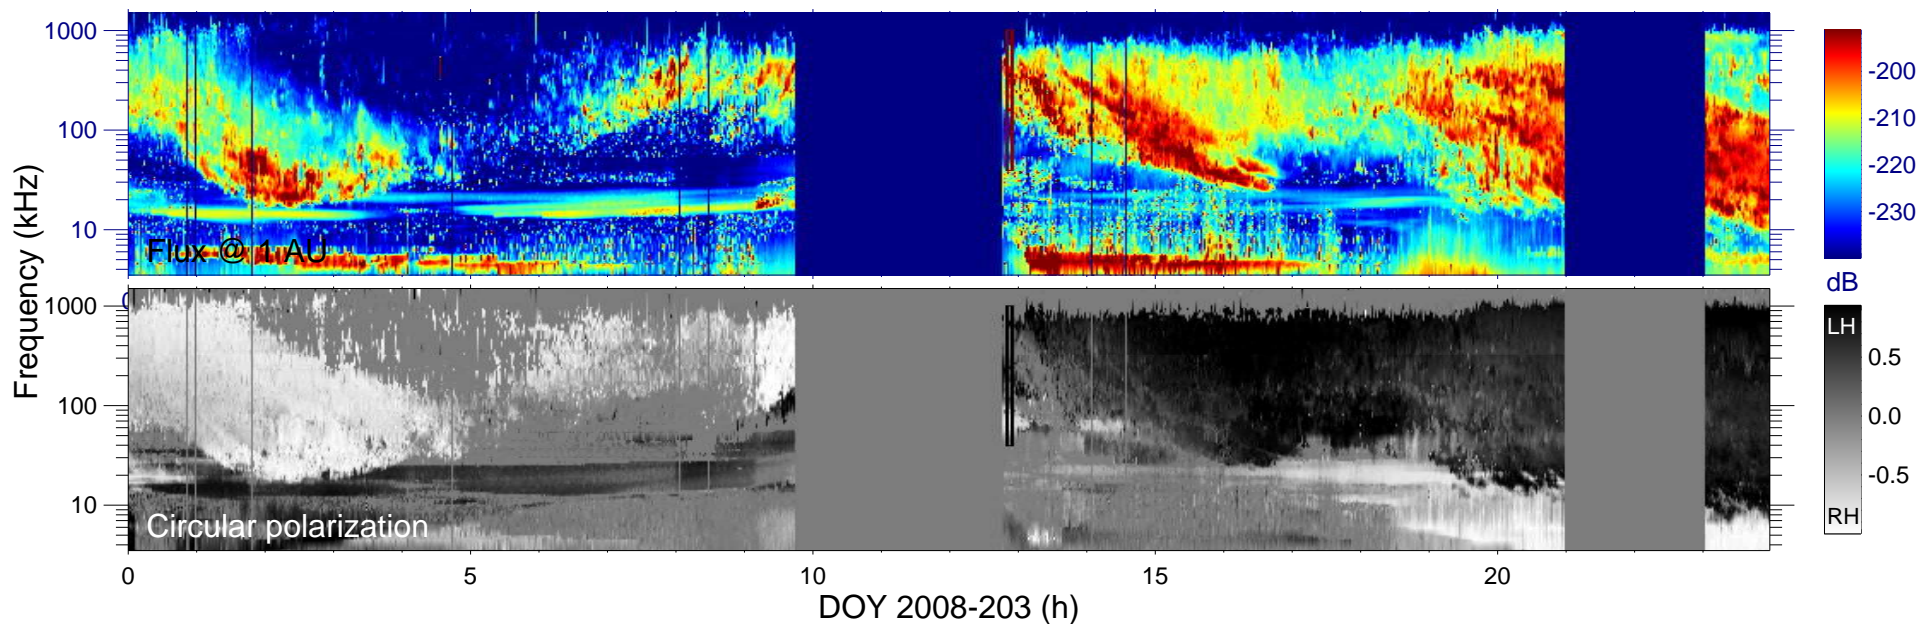 1000
100
10
Flux @ 1 AU
-200
-210
-220
-230
dB
0
Frequency (kHz)
1000
100
10
Circular polarization
LH
0.5
0.0
-0.5
RH
0
5
10
15
20
DOY 2008-203 (h)